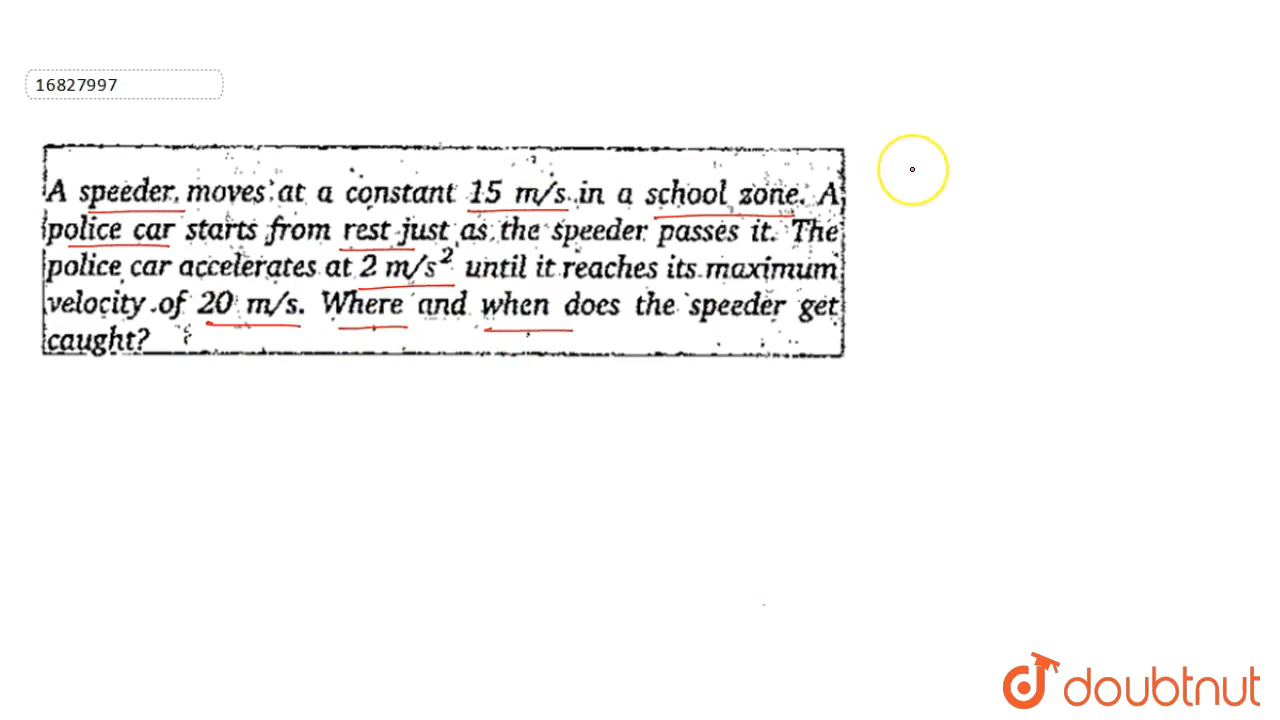 16827997
A speeder moves at a constant 15 m/s in a school zone. A
police car starts from rest just as the speeder passes it. The
police car accelerates at 2 m/s² until it reaches its maximum
velocity of 20 m/s. Where and when does the speeder get
caught?
doubtnut